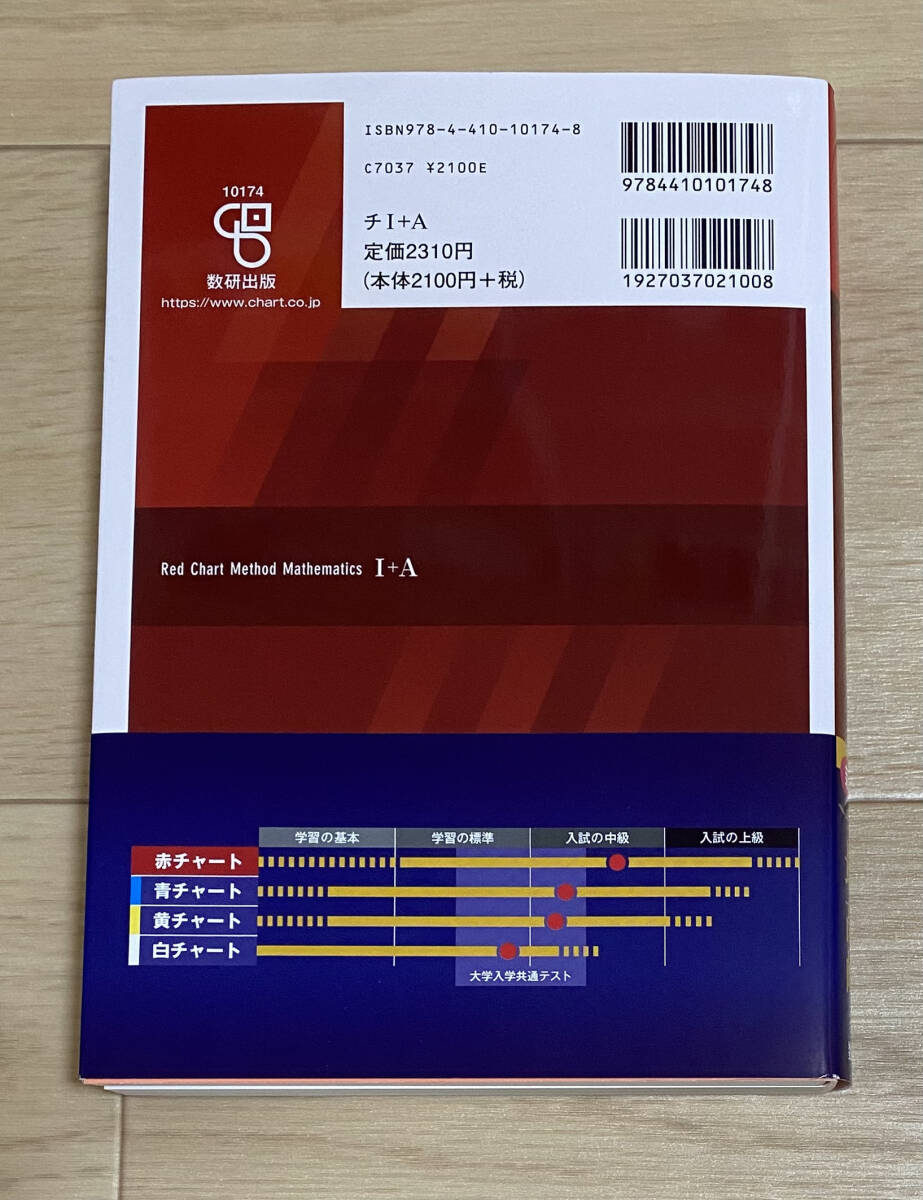 10174
数研出版
https://www.chart.co.jp
ISBN978-4-410-10174-8
C7037 ¥2100E
チI+A
定価2310円
(本体2100円+税)
9784410101748
1927037021008
Red Chart Method Mathematics I+A
学習の基本 学習の標準 入試の中級 入試の上級
赤チャート
青チャート
黄チャート
白チャート
大学入学共通テスト